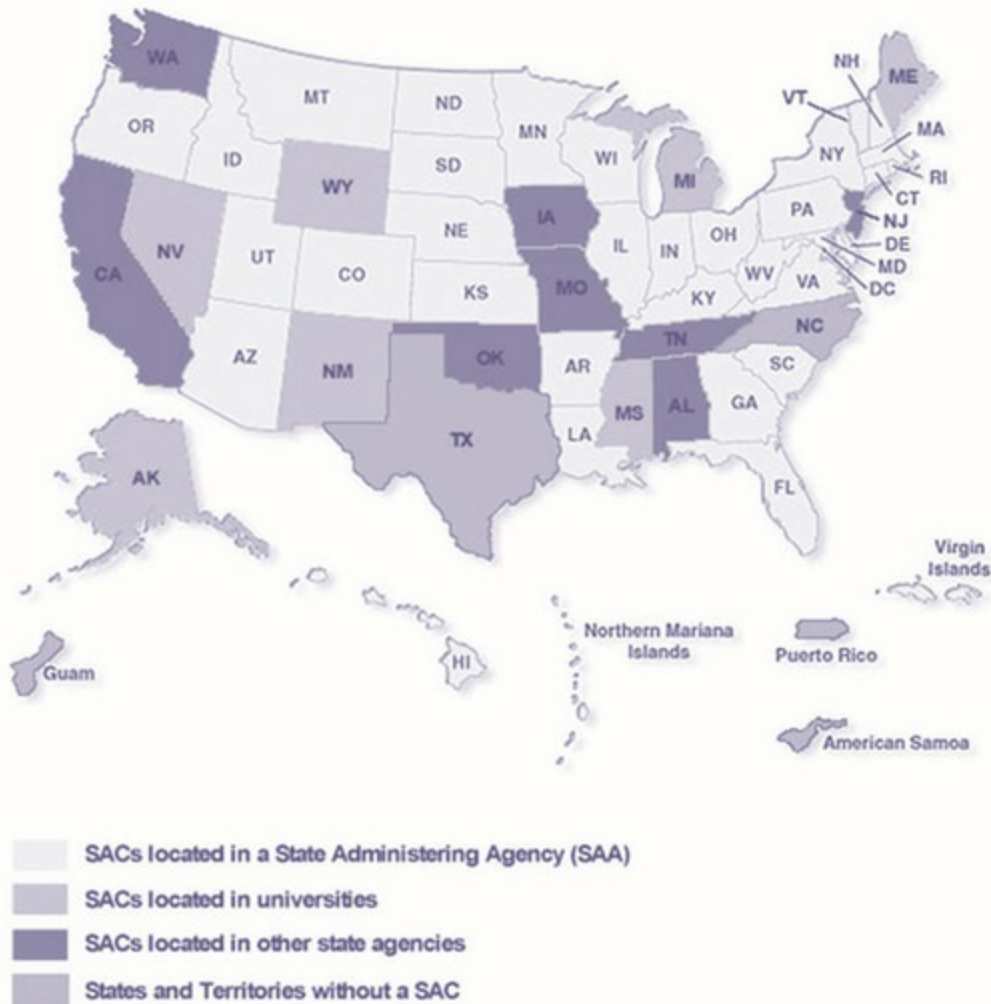 WA
MT
ND
MN
OR
ID
SD
WI
WY
MI
NH
ME
VT
MA
NY
RI
CT
PA
NJ
IA
NE
NV
UT
CO
IL
IN
OH
DE
MD
DC
WV
VA
CA
KS
MO
KY
NC
TN
AZ
NM
OK
AR
SC
TX
LA
MS
AL
GA
FL
AK
HI
Guam
Northern Mariana
Islands
Virgin
Islands
Puerto Rico
American Samoa
SACs located in a State Administering Agency (SAA)
SACs located in universities
SACs located in other state agencies
States and Territories without a SAC